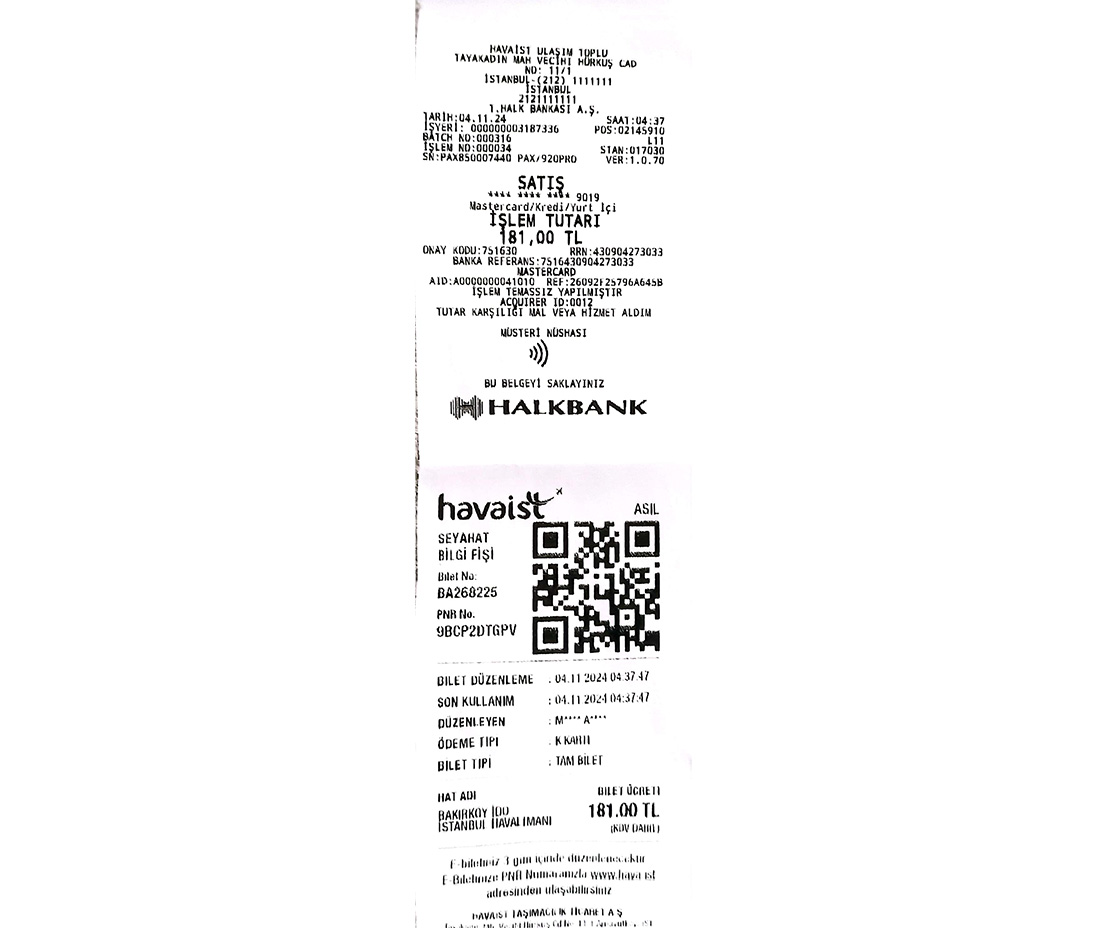 HAVAİST ULAŞIM TOPLU
TAYAKADIN MAH VECİHİ HÜRKUŞ CAD
NO: 11/1
İSTANBUL-(212) 1111111
İSTANBUL
2121111111
1.HALK BANKASI A.Ş.
TARİH:04.11.24 SAAT:04:37
İŞYERİ: 000000003187336 POS:02145910
BATCH NO:000316 L11
İŞLEM NO:000034 STAN:017030
SN:PAX850007440 PAX/920PRO VER:1.0.70
SATIŞ
**** **** **** 9019
Mastercard/Kredi/Yurt İçi
İŞLEM TUTARI
181,00 TL
ONAY KODU:751630 RRN:430904273033
BANKA REFERANS:7516430904273033
MASTERCARD
AID:A0000000041010 REF:26092F25796A645B
İŞLEM TEMASSIZ YAPILMIŞTIR
ACQUIRER ID:0012
TUTAR KARŞILIĞI MAL VEYA HİZMET ALDIM
MÜŞTERİ NÜSHASI
BU BELGEYİ SAKLAYINIZ
HALKBANK
havaist
ASIL
SEYAHAT
BİLGİ FİŞİ
Bilet No:
BA268225
PNR No.
9BCP2DTGPV
BİLET DÜZENLEME : 04.11.2024 04:37:47
SON KULLANIM : 04.11.2024 04:37:47
DÜZENLEYEN : M**** A****
ÖDEME TİPİ : K.KARTI
BİLET TİPİ : TAM BİLET
HAT ADI BİLET ÜCRETİ
BAKIRKÖY İDO 181.00 TL
İSTANBUL HAVALİMANI (KDV DAHİL)
E-biletiniz 3 gün içinde düzenlenecektir
E-Biletinize PNR Numaranızla www.hava.ist
adresinden ulaşabilirsiniz
HAVAİST TAŞIMACILIK TİCARET A.Ş